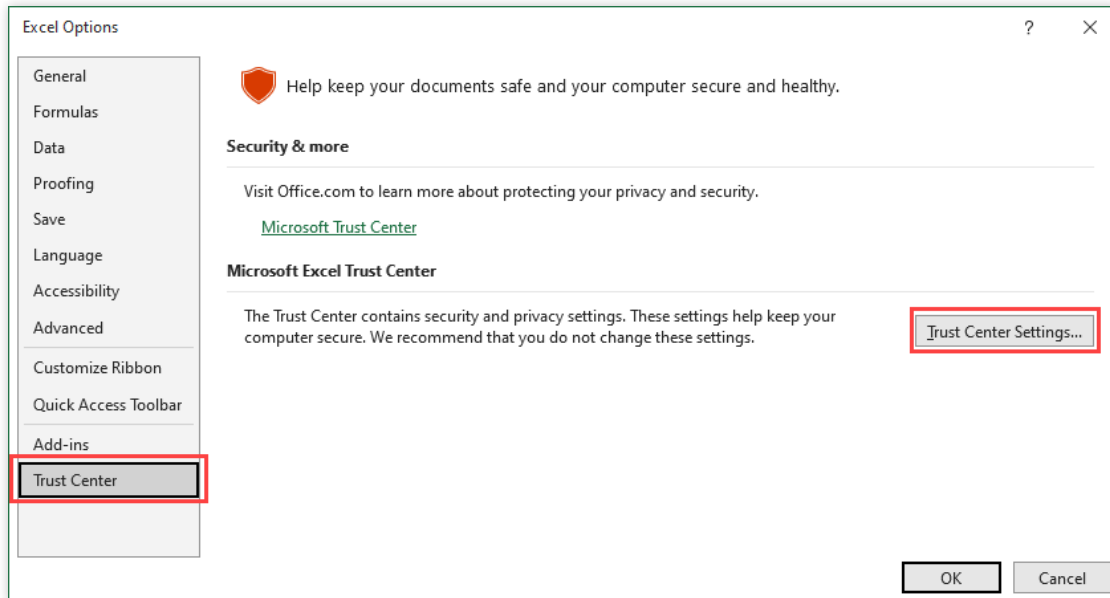 Excel Options
?
General
Formulas
Data
Proofing
Save
Language
Accessibility
Advanced
Customize Ribbon
Quick Access Toolbar
Add-ins
Trust Center
Help keep your documents safe and your computer secure and healthy.
Security & more
Visit Office.com to learn more about protecting your privacy and security.
Microsoft Trust Center
Microsoft Excel Trust Center
The Trust Center contains security and privacy settings. These settings help keep your
computer secure. We recommend that you do not change these settings.
Trust Center Settings...
OK
Cancel